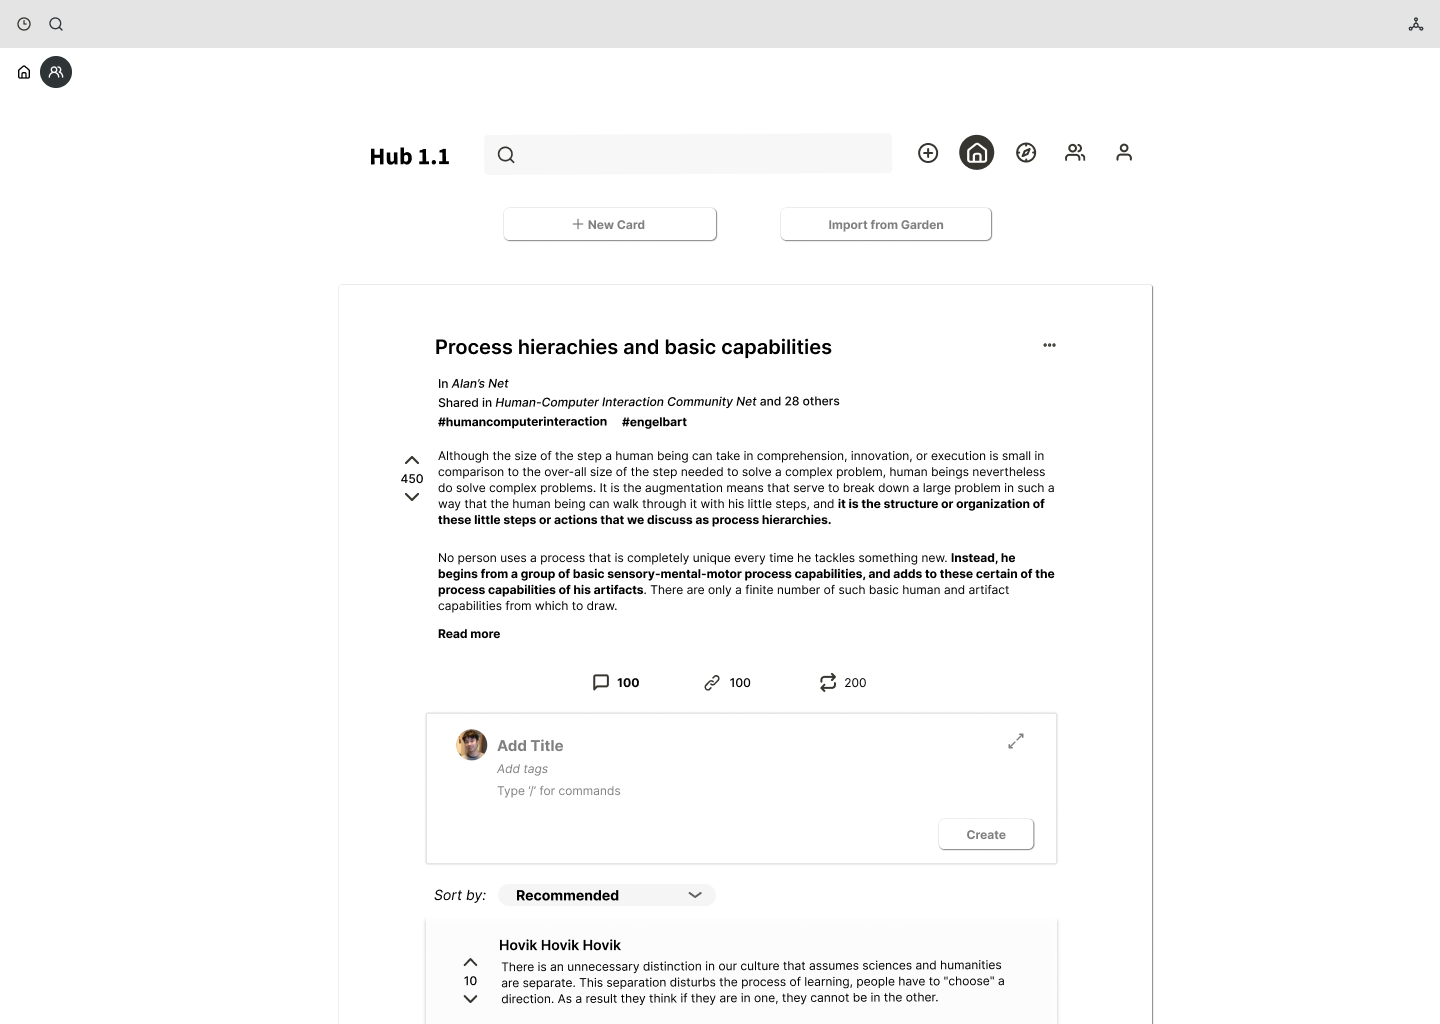 Hub 1.1
New Card
Import from Garden
Process hierachies and basic capabilities
In Alan's Net
Shared in Human-Computer Interaction Community Net and 28 others
#humancomputerinteraction #engelbart
Although the size of the step a human being can take in comprehension, innovation, or execution is small in
comparison to the over-all size of the step needed to solve a complex problem, human beings nevertheless
do solve complex problems. It is the augmentation means that serve to break down a large problem in such a
way that the human being can walk through it with his little steps, and it is the structure or organization of
these little steps or actions that we discuss as process hierarchies.
450
No person uses a process that is completely unique every time he tackles something new. Instead, he
begins from a group of basic sensory-mental-motor process capabilities, and adds to these certain of the
process capabilities of his artifacts. There are only a finite number of such basic human and artifact
capabilities from which to draw.
Read more
100 100 200
Add Title
Add tags
Type '/' for commands
Create
Sort by: Recommended
Hovik Hovik Hovik
There is an unnecessary distinction in our culture that assumes sciences and humanities
are separate. This separation disturbs the process of learning, people have to "choose" a
direction. As a result they think if they are in one, they cannot be in the other.
10